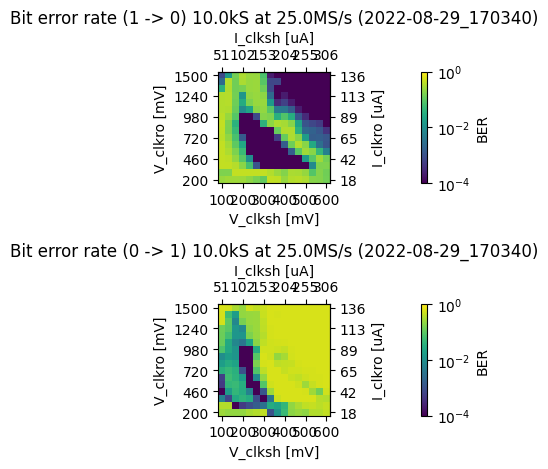 Bit error rate (1 -> 0) 10.0kS at 25.0MS/s (2022-08-29_170340)
I_clksh [uA]
51 102 153 204 255 306
1500 136
1240 113
980 89
720 65
460 42
200 18
V_clkro [mV]
I_clkro [uA]
100 200 300 400 500 600
V_clksh [mV]
10^0
10^-2
10^-4
BER
Bit error rate (0 -> 1) 10.0kS at 25.0MS/s (2022-08-29_170340)
I_clksh [uA]
51 102 153 204 255 306
1500 136
1240 113
980 89
720 65
460 42
200 18
V_clkro [mV]
I_clkro [uA]
100 200 300 400 500 600
V_clksh [mV]
10^0
10^-2
10^-4
BER